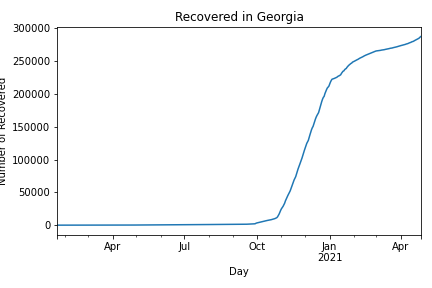 Recovered in Georgia
300000
250000
200000
150000
100000
50000
0
Number of Recovered
Apr
Jul
Oct
Jan
2021
Apr
Day